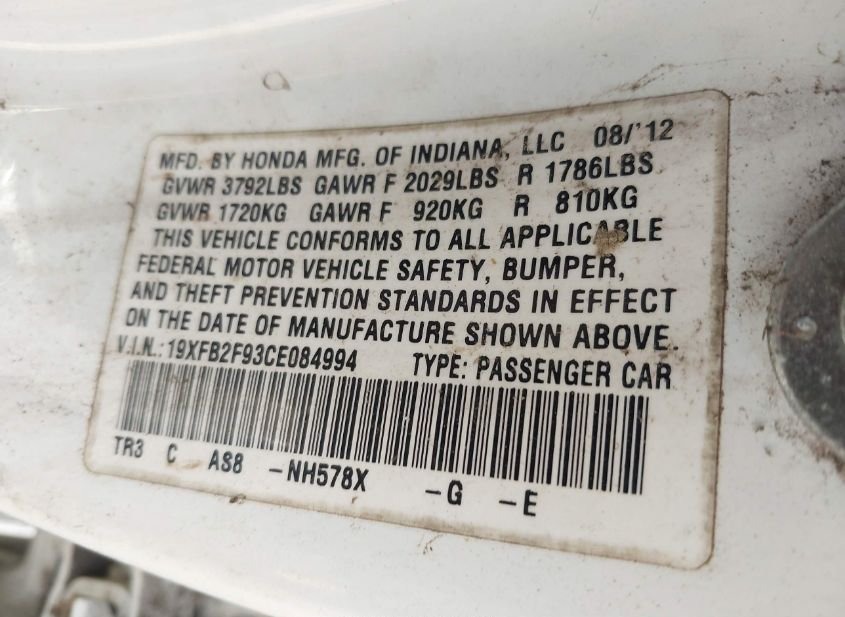 MFD. BY HONDA MFG. OF INDIANA, LLC 08/'12
GVWR 3792LBS GAWR F 2029LBS R 1786LBS
GVWR 1720KG GAWR F 920KG R 810KG
THIS VEHICLE CONFORMS TO ALL APPLICABLE
FEDERAL MOTOR VEHICLE SAFETY, BUMPER,
AND THEFT PREVENTION STANDARDS IN EFFECT
ON THE DATE OF MANUFACTURE SHOWN ABOVE.
V.I.N.: 19XFB2F93CE084994 TYPE: PASSENGER CAR
TR3 C AS8 -NH578X -G -E